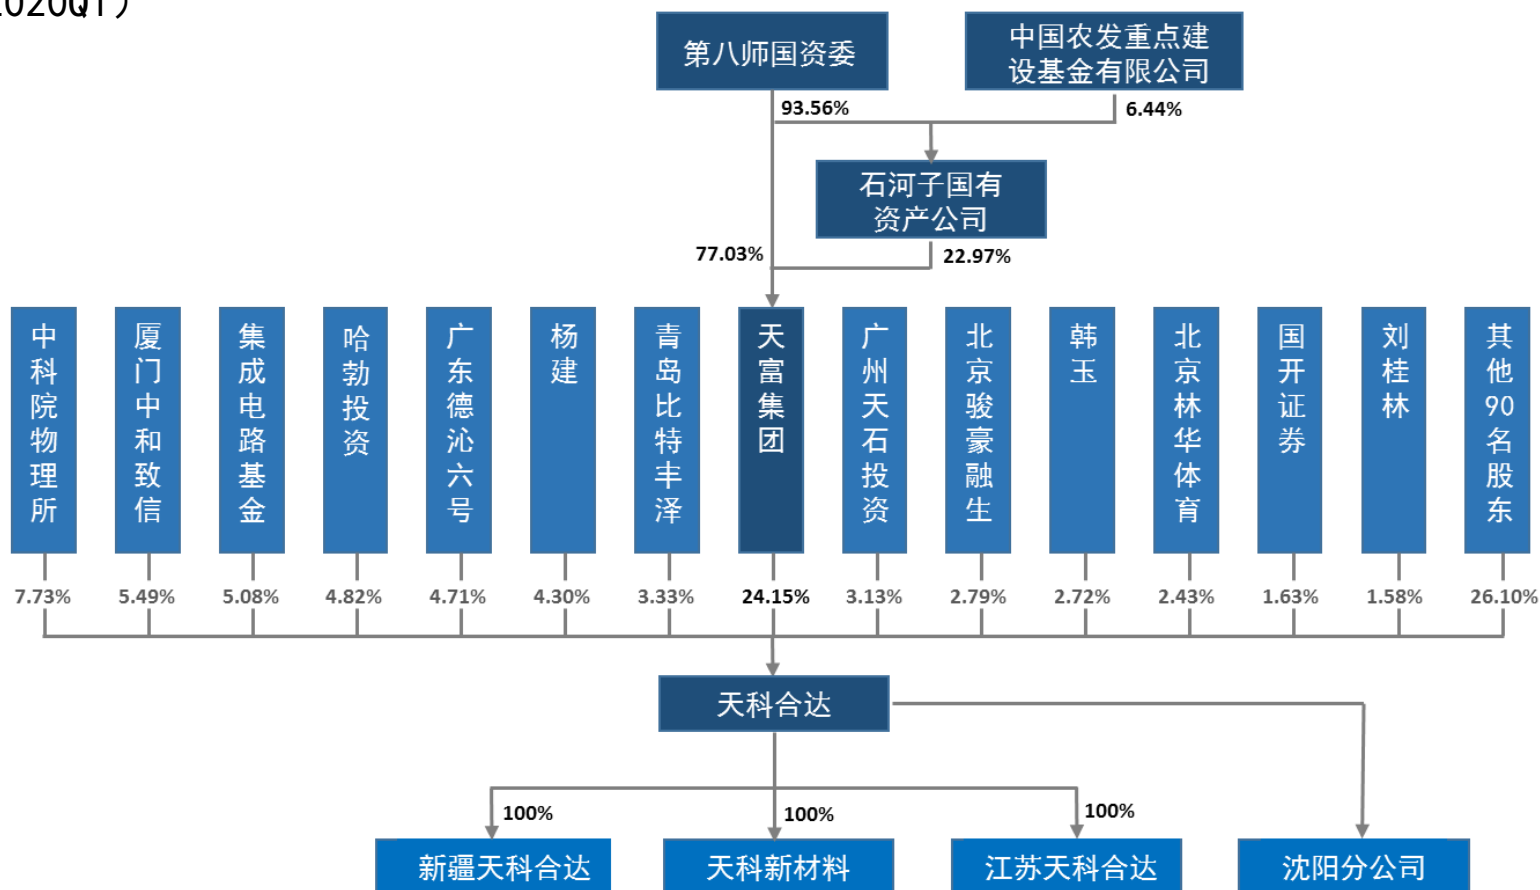 2020Q1）
第八师国资委
中国农发重点建
设基金有限公司
93.56%
6.44%
石河子国有
资产公司
77.03%
22.97%
中科院物理所
厦门中和致信
集成电路基金
哈勃投资
广东德沁六号
杨建
青岛比特丰泽
天富集团
广州天石投资
北京骏豪融生
韩玉
北京林华体育
国开证券
刘桂林
其他90名股东
7.73%
5.49%
5.08%
4.82%
4.71%
4.30%
3.33%
24.15%
3.13%
2.79%
2.72%
2.43%
1.63%
1.58%
26.10%
天科合达
100%
100%
100%
新疆天科合达
天科新材料
江苏天科合达
沈阳分公司